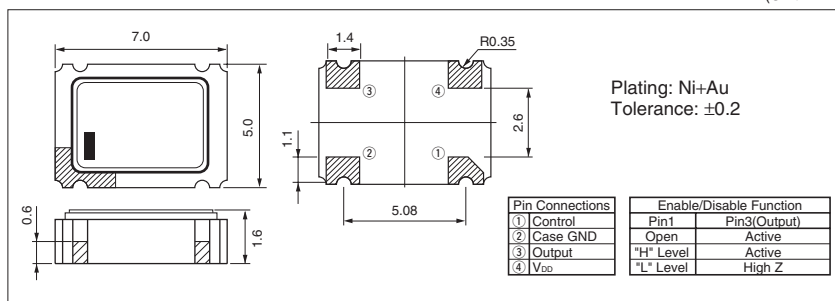 7.0
5.0
0.6
1.6
1.4
R0.35
③
④
②
①
1.1
2.6
5.08
Plating: Ni+Au
Tolerance: ±0.2
Pin Connections
① Control
② Case GND
③ Output
④ VDD
Enable/Disable Function
Pin1 Pin3(Output)
Open Active
"H" Level Active
"L" Level High Z